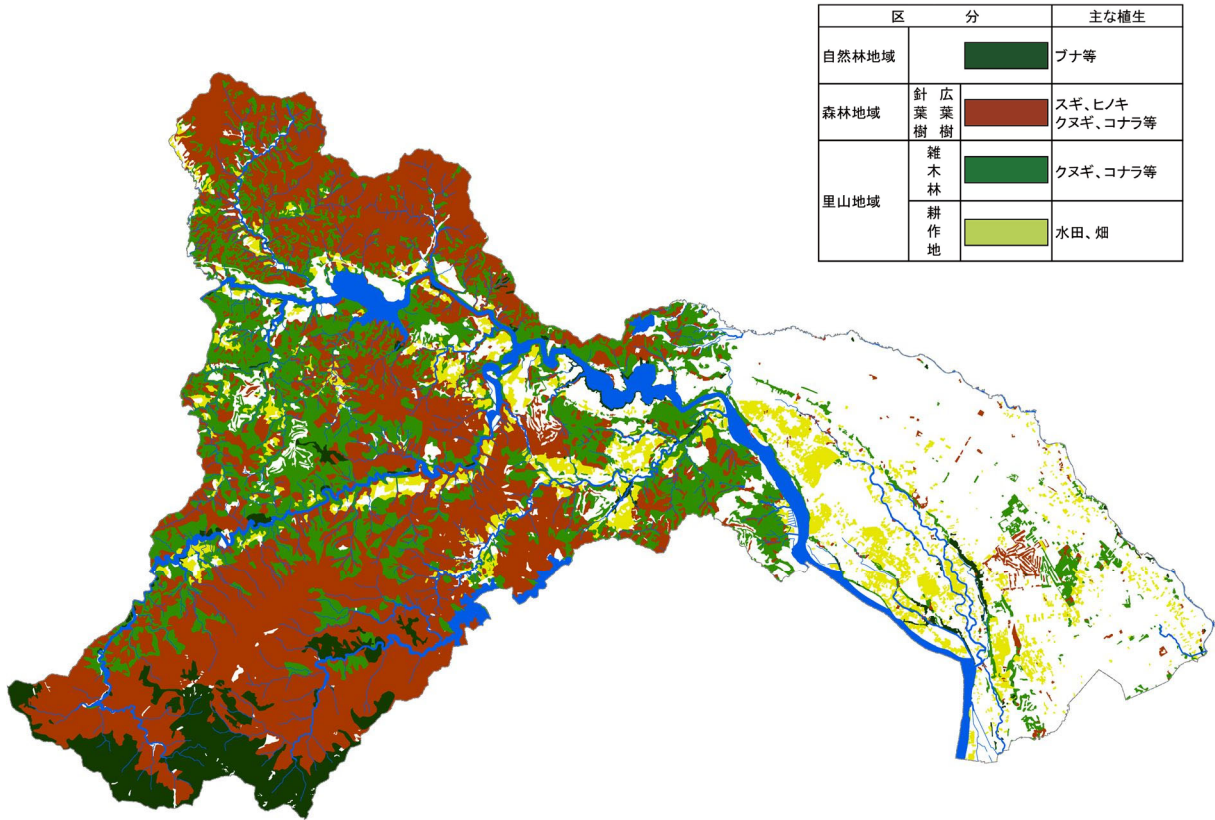 区 分 主な植生
自然林地域 ブナ等
森林地域 針葉樹 広葉樹 スギ、ヒノキ
クヌギ、コナラ等
里山地域 雑木林 クヌギ、コナラ等
耕作地 水田、畑